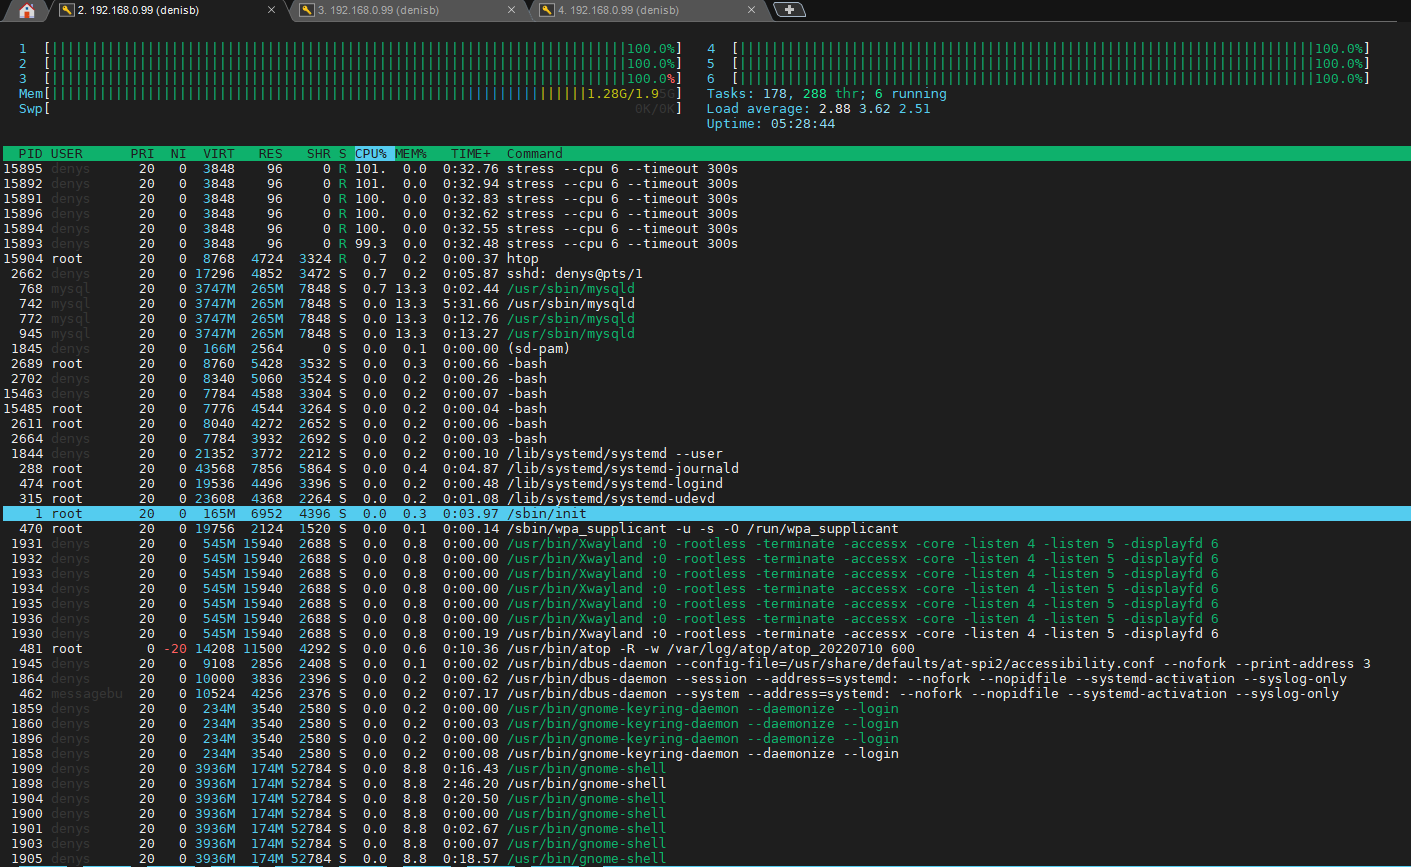 2. 192.168.0.99 (denisb) 3. 192.168.0.99 (denisb) 4. 192.168.0.99 (denisb)
1 [100.0%] 4 [100.0%]
2 [100.0%] 5 [100.0%]
3 [100.0%] 6 [100.0%]
Mem[1.28G/1.95G] Tasks: 178, 288 thr; 6 running
Swp[0K/0K] Load average: 2.88 3.62 2.51
Uptime: 05:28:44
PID USER PRI NI VIRT RES SHR S CPU% MEM% TIME+ Command
15895 denys 20 0 3848 96 0 R 101. 0.0 0:32.76 stress --cpu 6 --timeout 300s
15892 denys 20 0 3848 96 0 R 101. 0.0 0:32.94 stress --cpu 6 --timeout 300s
15891 denys 20 0 3848 96 0 R 100. 0.0 0:32.83 stress --cpu 6 --timeout 300s
15896 denys 20 0 3848 96 0 R 100. 0.0 0:32.62 stress --cpu 6 --timeout 300s
15894 denys 20 0 3848 96 0 R 100. 0.0 0:32.55 stress --cpu 6 --timeout 300s
15893 denys 20 0 3848 96 0 R 99.3 0.0 0:32.48 stress --cpu 6 --timeout 300s
15904 root 20 0 8768 4724 3324 R 0.7 0.2 0:00.37 htop
2662 denys 20 0 17296 4852 3472 S 0.7 0.2 0:05.87 sshd: denys@pts/1
768 mysql 20 0 3747M 265M 7848 S 0.7 13.3 0:02.44 /usr/sbin/mysqld
742 mysql 20 0 3747M 265M 7848 S 0.0 13.3 5:31.66 /usr/sbin/mysqld
772 mysql 20 0 3747M 265M 7848 S 0.0 13.3 0:12.76 /usr/sbin/mysqld
945 mysql 20 0 3747M 265M 7848 S 0.0 13.3 0:13.27 /usr/sbin/mysqld
1845 denys 20 0 166M 2564 0 S 0.0 0.1 0:00.00 (sd-pam)
2689 root 20 0 8760 5428 3532 S 0.0 0.3 0:00.66 -bash
2702 denys 20 0 8340 5060 3524 S 0.0 0.2 0:00.26 -bash
15463 denys 20 0 7784 4588 3304 S 0.0 0.2 0:00.07 -bash
15485 root 20 0 7776 4544 3264 S 0.0 0.2 0:00.04 -bash
2611 root 20 0 8040 4272 2652 S 0.0 0.2 0:00.06 -bash
2664 denys 20 0 7784 3932 2692 S 0.0 0.2 0:00.03 -bash
1844 denys 20 0 21352 3772 2212 S 0.0 0.2 0:00.10 /lib/systemd/systemd --user
288 root 20 0 43568 7856 5864 S 0.0 0.4 0:04.87 /lib/systemd/systemd-journald
474 root 20 0 19536 4496 3396 S 0.0 0.2 0:00.48 /lib/systemd/systemd-logind
315 root 20 0 23608 4368 2264 S 0.0 0.2 0:01.08 /lib/systemd/systemd-udevd
1 root 20 0 165M 6952 4396 S 0.0 0.3 0:03.97 /sbin/init
470 root 20 0 19756 2124 1520 S 0.0 0.1 0:00.14 /sbin/wpa_supplicant -u -s -O /run/wpa_supplicant
1931 denys 20 0 545M 15940 2688 S 0.0 0.8 0:00.00 /usr/bin/Xwayland :0 -rootless -terminate -accessx -core -listen 4 -listen 5 -displayfd 6
1932 denys 20 0 545M 15940 2688 S 0.0 0.8 0:00.00 /usr/bin/Xwayland :0 -rootless -terminate -accessx -core -listen 4 -listen 5 -displayfd 6
1933 denys 20 0 545M 15940 2688 S 0.0 0.8 0:00.00 /usr/bin/Xwayland :0 -rootless -terminate -accessx -core -listen 4 -listen 5 -displayfd 6
1934 denys 20 0 545M 15940 2688 S 0.0 0.8 0:00.00 /usr/bin/Xwayland :0 -rootless -terminate -accessx -core -listen 4 -listen 5 -displayfd 6
1935 denys 20 0 545M 15940 2688 S 0.0 0.8 0:00.00 /usr/bin/Xwayland :0 -rootless -terminate -accessx -core -listen 4 -listen 5 -displayfd 6
1936 denys 20 0 545M 15940 2688 S 0.0 0.8 0:00.00 /usr/bin/Xwayland :0 -rootless -terminate -accessx -core -listen 4 -listen 5 -displayfd 6
1930 denys 20 0 545M 15940 2688 S 0.0 0.8 0:00.19 /usr/bin/Xwayland :0 -rootless -terminate -accessx -core -listen 4 -listen 5 -displayfd 6
481 root 0 -20 14208 11500 4292 S 0.0 0.6 0:10.36 /usr/bin/atop -R -w /var/log/atop/atop_20220710 600
1945 denys 20 0 9108 2856 2408 S 0.0 0.1 0:00.02 /usr/bin/dbus-daemon --config-file=/usr/share/defaults/at-spi2/accessibility.conf --nofork --print-address 3
1864 denys 20 0 10000 3836 2396 S 0.0 0.2 0:00.62 /usr/bin/dbus-daemon --session --address=systemd: --nofork --nopidfile --systemd-activation --syslog-only
462 messagebu 20 0 10524 4256 2376 S 0.0 0.2 0:07.17 /usr/bin/dbus-daemon --system --address=systemd: --nofork --nopidfile --systemd-activation --syslog-only
1859 denys 20 0 234M 3540 2580 S 0.0 0.2 0:00.00 /usr/bin/gnome-keyring-daemon --daemonize --login
1860 denys 20 0 234M 3540 2580 S 0.0 0.2 0:00.03 /usr/bin/gnome-keyring-daemon --daemonize --login
1896 denys 20 0 234M 3540 2580 S 0.0 0.2 0:00.00 /usr/bin/gnome-keyring-daemon --daemonize --login
1858 denys 20 0 234M 3540 2580 S 0.0 0.2 0:00.08 /usr/bin/gnome-keyring-daemon --daemonize --login
1909 denys 20 0 3936M 174M 52784 S 0.0 8.8 0:16.43 /usr/bin/gnome-shell
1898 denys 20 0 3936M 174M 52784 S 0.0 8.8 2:46.20 /usr/bin/gnome-shell
1904 denys 20 0 3936M 174M 52784 S 0.0 8.8 0:20.50 /usr/bin/gnome-shell
1900 denys 20 0 3936M 174M 52784 S 0.0 8.8 0:00.00 /usr/bin/gnome-shell
1901 denys 20 0 3936M 174M 52784 S 0.0 8.8 0:02.67 /usr/bin/gnome-shell
1903 denys 20 0 3936M 174M 52784 S 0.0 8.8 0:00.07 /usr/bin/gnome-shell
1905 denys 20 0 3936M 174M 52784 S 0.0 8.8 0:18.57 /usr/bin/gnome-shell